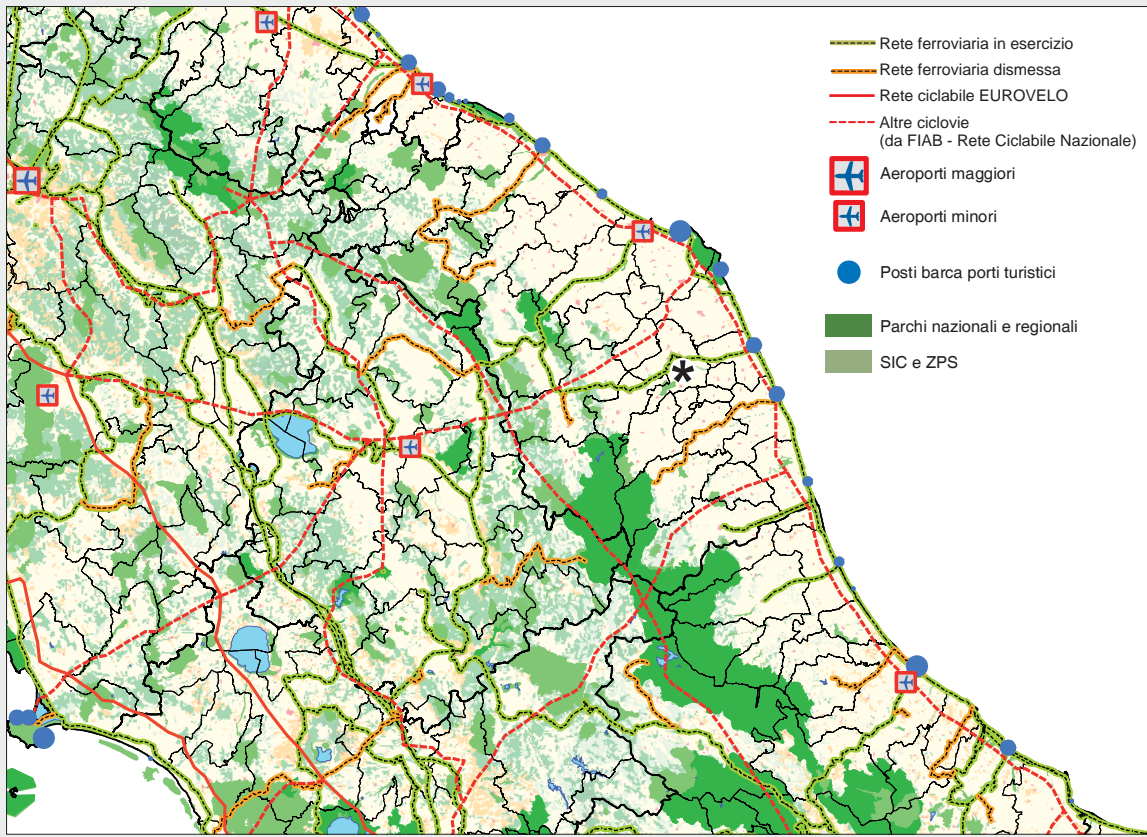 Rete ferroviaria in esercizio
Rete ferroviaria dismessa
Rete ciclabile EUROVELO
Altre ciclovie
(da FIAB - Rete Ciclabile Nazionale)
Aeroporti maggiori
Aeroporti minori
Posti barca porti turistici
Parchi nazionali e regionali
SIC e ZPS
*